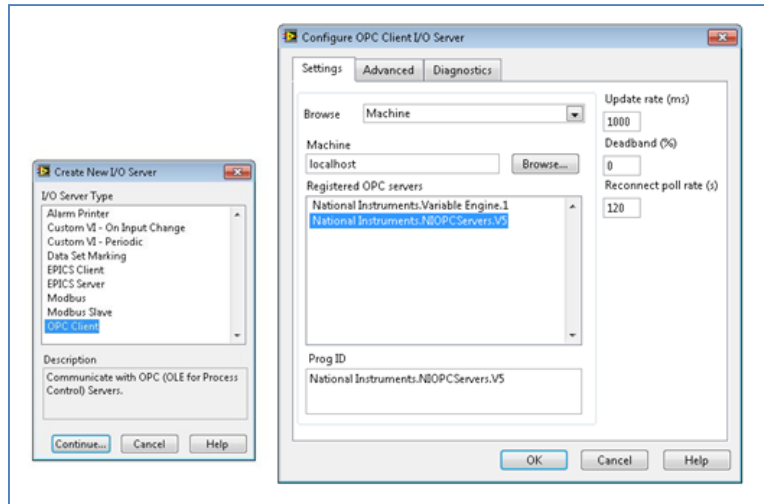 Configure OPC Client I/O Server
Settings
Advanced
Diagnostics
Browse
Machine
Update rate (ms)
1000
Machine
localhost
Browse...
Deadband (%)
0
Registered OPC servers
National Instruments.Variable Engine.1
National Instruments.NIOPCServers.V5
Reconnect poll rate (s)
120
Prog ID
National Instruments.NIOPCServers.V5
OK
Cancel
Help
Create New I/O Server
I/O Server Type
Alarm Printer
Custom VI - On Input Change
Custom VI - Periodic
Data Set Marking
EPICS Client
EPICS Server
Modbus
Modbus Slave
OPC Client
Description
Communicate with OPC (OLE for Process
Control) Servers.
Continue...
Cancel
Help